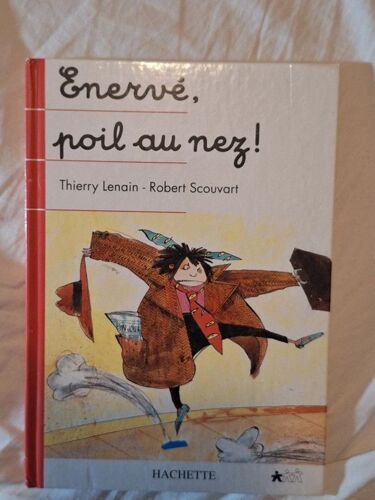 Enervé,
poil au nez !
Thierry Lenain - Robert Scouvart
HACHETTE